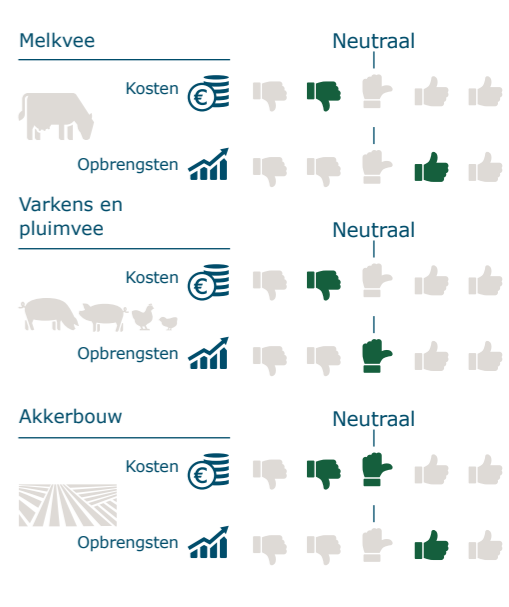 Melkvee
Neutraal
Kosten
Opbrengsten
Varkens en
pluimvee
Neutraal
Kosten
Opbrengsten
Akkerbouw
Neutraal
Kosten
Opbrengsten